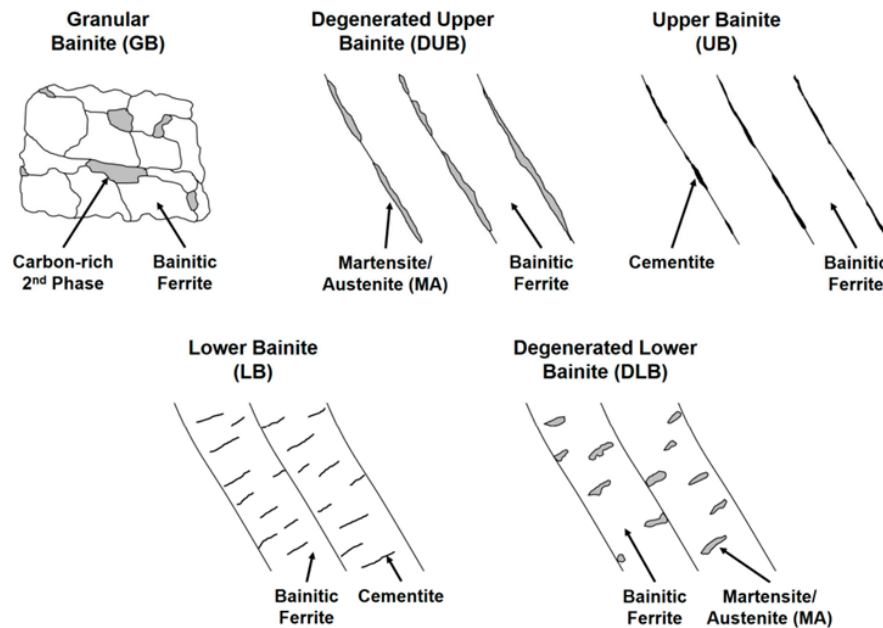 Granular
Bainite (GB)
Degenerated Upper
Bainite (DUB)
Upper Bainite
(UB)
Carbon-rich
2nd Phase
Bainitic
Ferrite
Martensite/
Austenite (MA)
Bainitic
Ferrite
Cementite
Bainitic
Ferrite
Lower Bainite
(LB)
Degenerated Lower
Bainite (DLB)
Bainitic
Ferrite
Cementite
Bainitic
Ferrite
Martensite/
Austenite (MA)